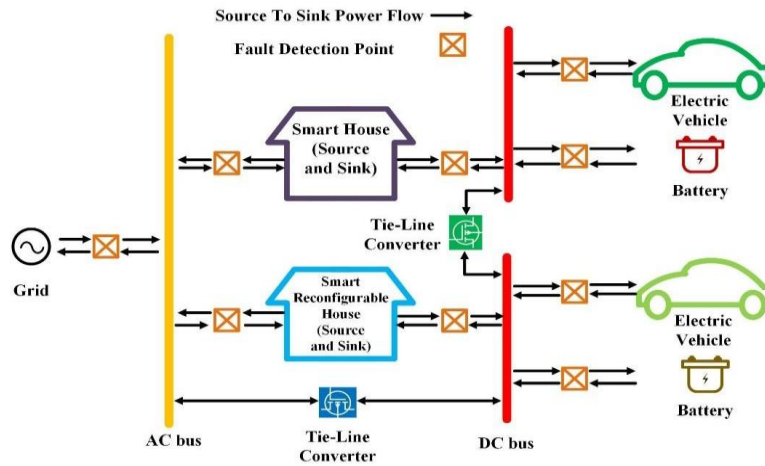 Source To Sink Power Flow
Fault Detection Point
Smart House
(Source
and Sink)
Electric
Vehicle
Battery
Tie-Line
Converter
Grid
Smart
Reconfigurable
House
(Source
and Sink)
Electric
Vehicle
Battery
AC bus
Tie-Line
Converter
DC bus